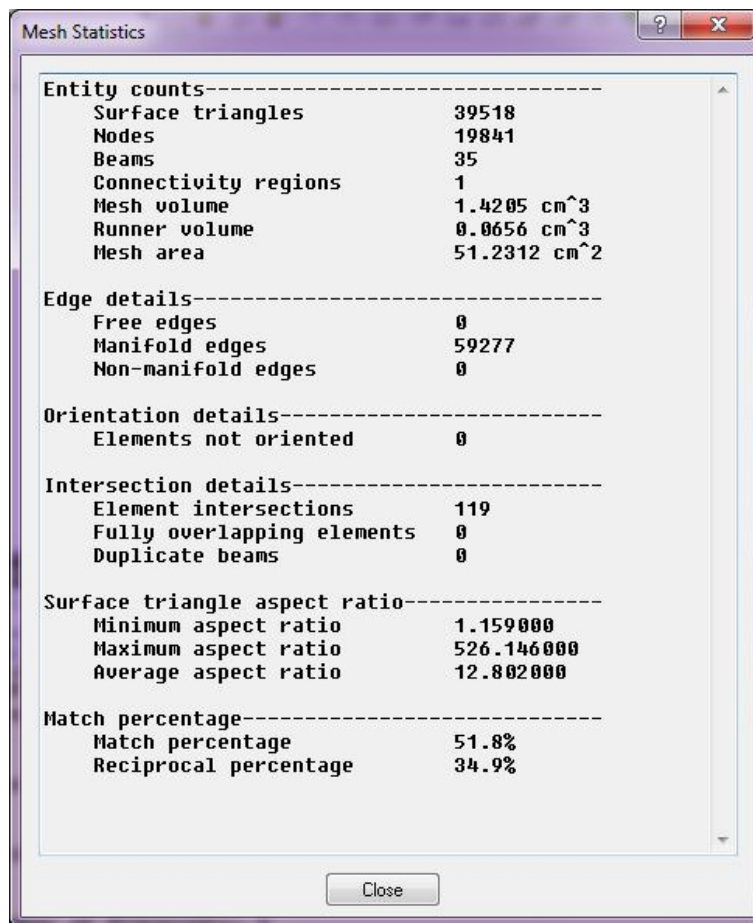 Mesh Statistics
Entity counts--------------------------------
Surface triangles 39518
Nodes 19841
Beams 35
Connectivity regions 1
Mesh volume 1.4205 cm^3
Runner volume 0.0656 cm^3
Mesh area 51.2312 cm^2
Edge details---------------------------------
Free edges 0
Manifold edges 59277
Non-manifold edges 0
Orientation details--------------------------
Elements not oriented 0
Intersection details-------------------------
Element intersections 119
Fully overlapping elements 0
Duplicate beams 0
Surface triangle aspect ratio----------------
Minimum aspect ratio 1.159000
Maximum aspect ratio 526.146000
Average aspect ratio 12.802000
Match percentage-----------------------------
Match percentage 51.8%
Reciprocal percentage 34.9%
Close